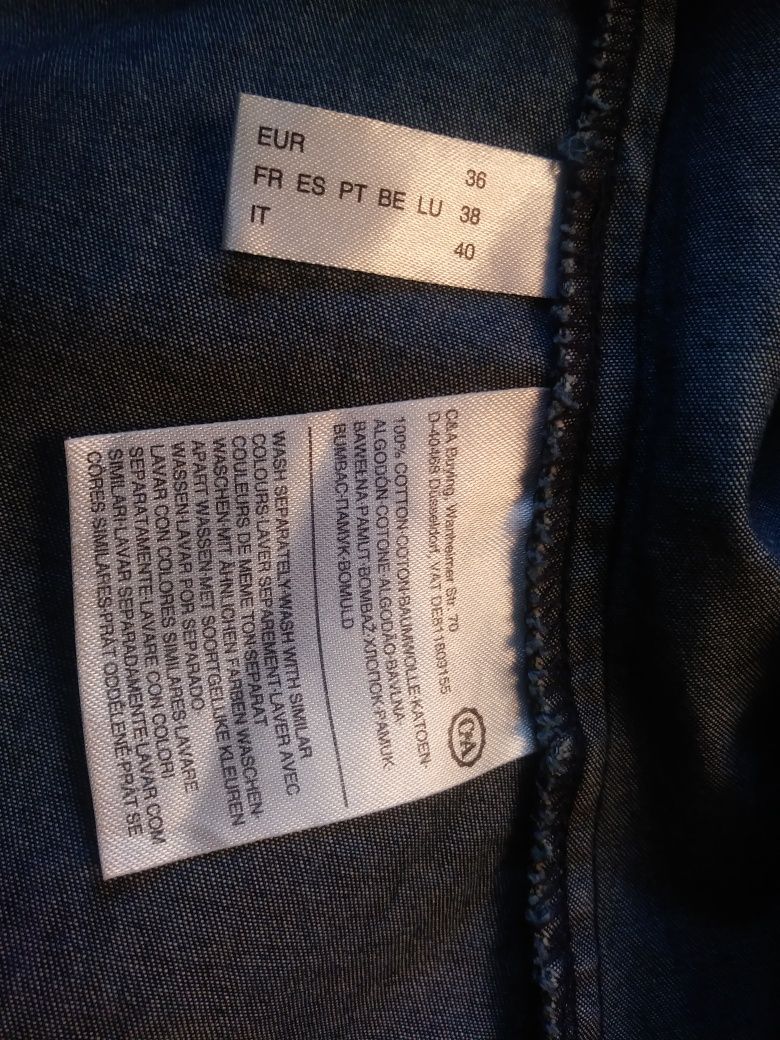 EUR 36
FR ES PT BE LU 38
IT 40
C&A Buying, Wanheimer Str. 70
D-40468 Düsseldorf, VAT DE811803155
C&A
100% COTTON·COTON·BAUMWOLLE·KATOEN·
ALGODÓN·COTONE·ALGODÃO·BAVLNA·
BAWEŁNA·PAMUT·BOMBAŽ·ХЛОПОК·PAMUK·
BUMBAC·ПАМУК·BOMULD
WASH SEPARATELY·WASH WITH SIMILAR
COLOURS·LAVER SEPAREMENT·LAVER AVEC
COULEURS DE MEME TON·SEPARAT
WASCHEN·MIT ÄHNLICHEN FARBEN WASCHEN·
APART WASSEN·MET SOORTGELIJKE KLEUREN
WASSEN·LAVAR POR SEPARADO
LAVAR CON COLORES SIMILARES·LAVARE
SEPARATAMENTE·LAVARE CON COLORI
SIMILARI·LAVAR SEPARADAMENTE·LAVAR COM
CORES SIMILARES·PRÁT ODDĚLENĚ·PRÁT SE